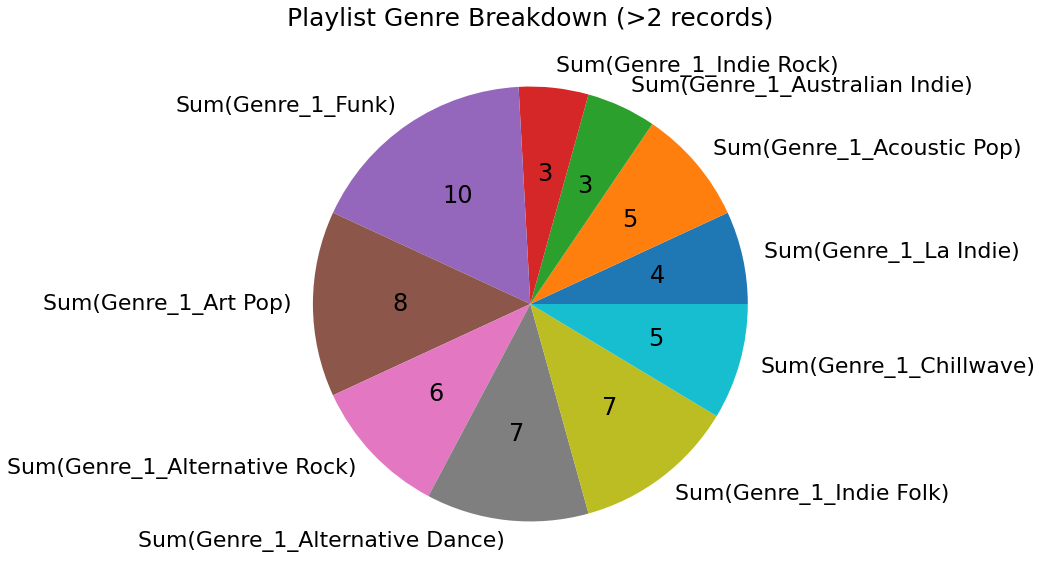 Playlist Genre Breakdown (>2 records)
Sum(Genre_1_Indie Rock)
Sum(Genre_1_Australian Indie)
Sum(Genre_1_Funk)
Sum(Genre_1_Acoustic Pop)
3
3
10
5
Sum(Genre_1_La Indie)
4
Sum(Genre_1_Art Pop)
8
5
Sum(Genre_1_Chillwave)
6
7
7
Sum(Genre_1_Alternative Rock)
Sum(Genre_1_Indie Folk)
Sum(Genre_1_Alternative Dance)